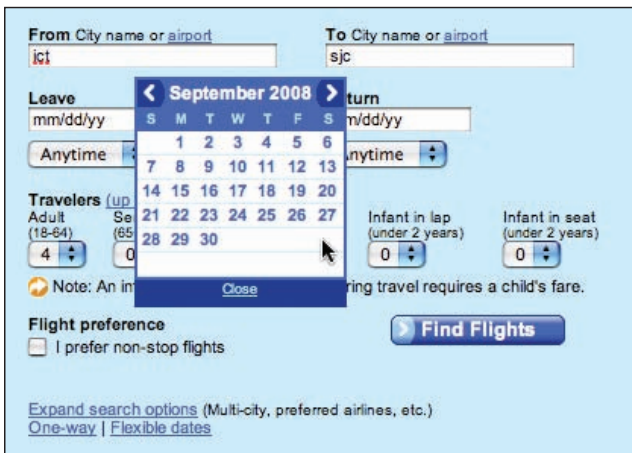 From City name or airport To City name or airport
jct sjc
Leave turn
mm/dd/yy m/dd/yy
Anytime nytime
September 2008
S M T W T F S
1 2 3 4 5 6
7 8 9 10 11 12 13
14 15 16 17 18 19 20
21 22 23 24 25 26 27
28 29 30
Close
Travelers (up
Adult Se Infant in lap Infant in seat
(18-64) (65 (under 2 years) (under 2 years)
4 0 0 0
Note: An in ring travel requires a child's fare.
Flight preference Find Flights
I prefer non-stop flights
Expand search options (Multi-city, preferred airlines, etc.)
One-way | Flexible dates